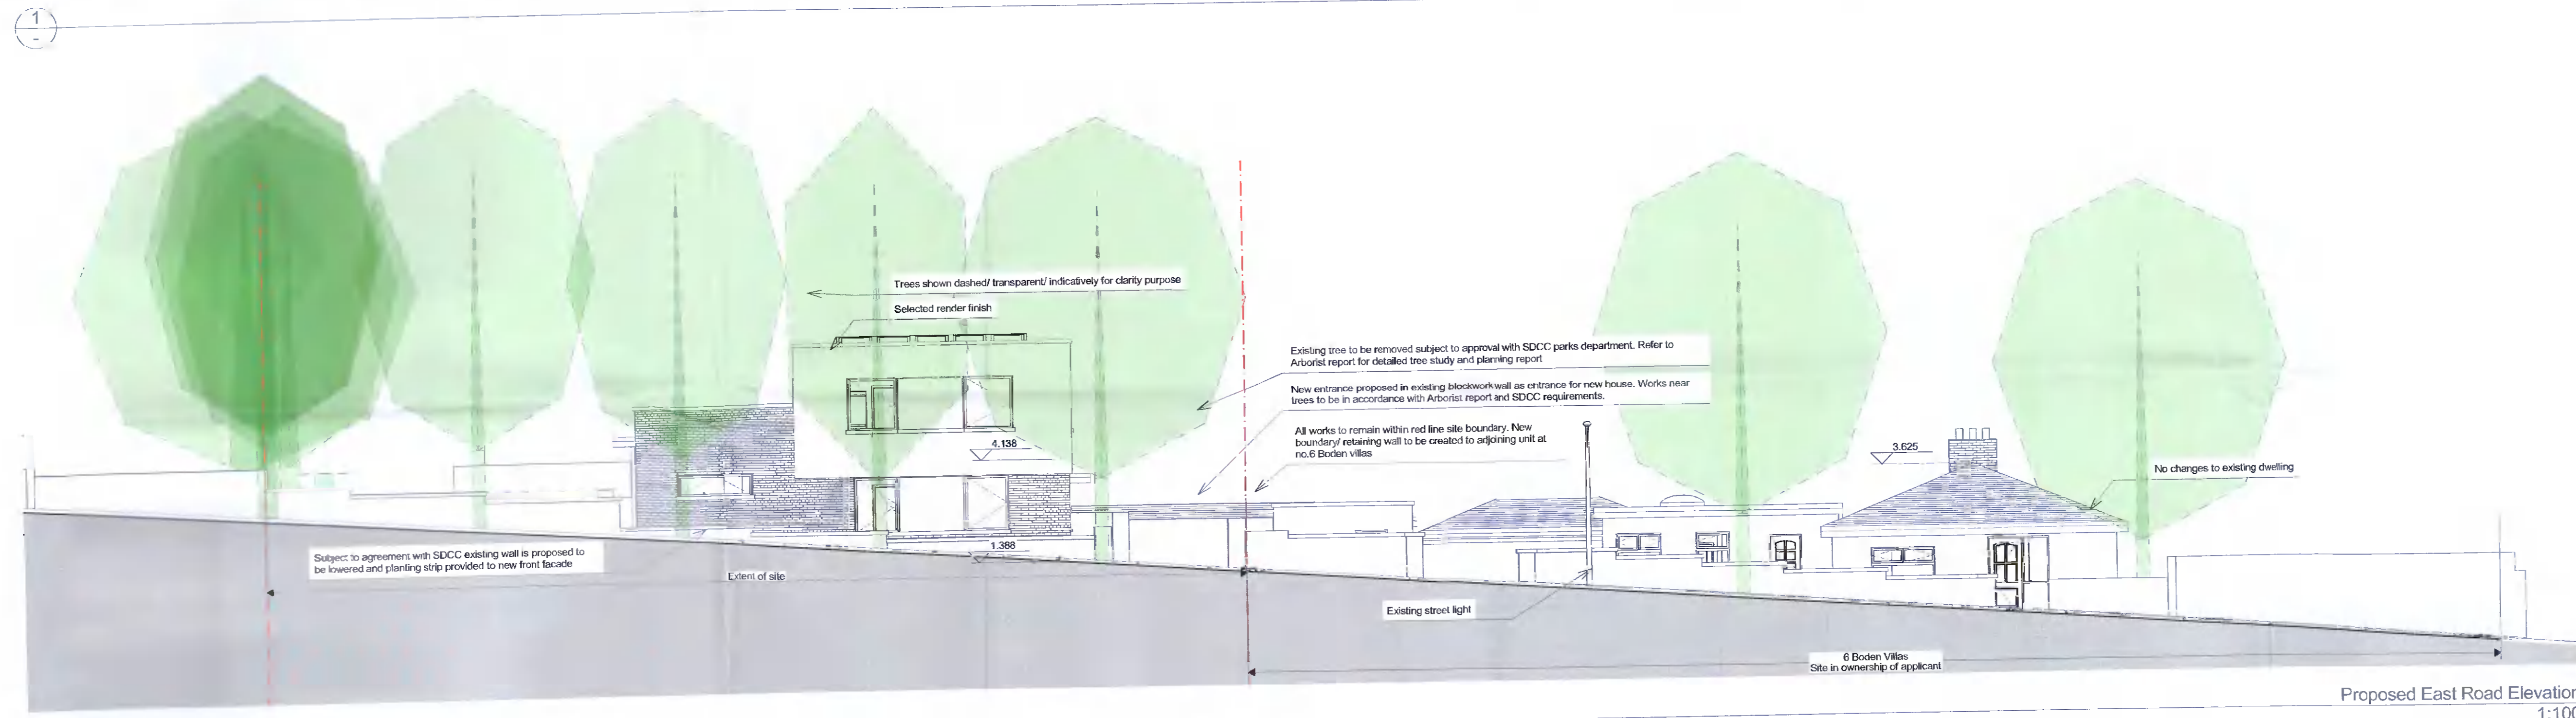 1
-
Trees shown dashed/ transparent/ indicatively for clarity purpose
Selected render finish
Existing tree to be removed subject to approval with SDCC parks department. Refer to
Arborist report for detailed tree study and planning report
New entrance proposed in existing blockwork wall as entrance for new house. Works near
trees to be in accordance with Arborist report and SDCC requirements.
All works to remain within red line site boundary. New
boundary/ retaining wall to be created to adjoining unit at
no.6 Boden villas
4.138
3.625
No changes to existing dwelling
1.388
Subject to agreement with SDCC existing wall is proposed to
be lowered and planting strip provided to new front facade
Extent of site
Existing street light
6 Boden Villas
Site in ownership of applicant
Proposed East Road Elevation
1:100